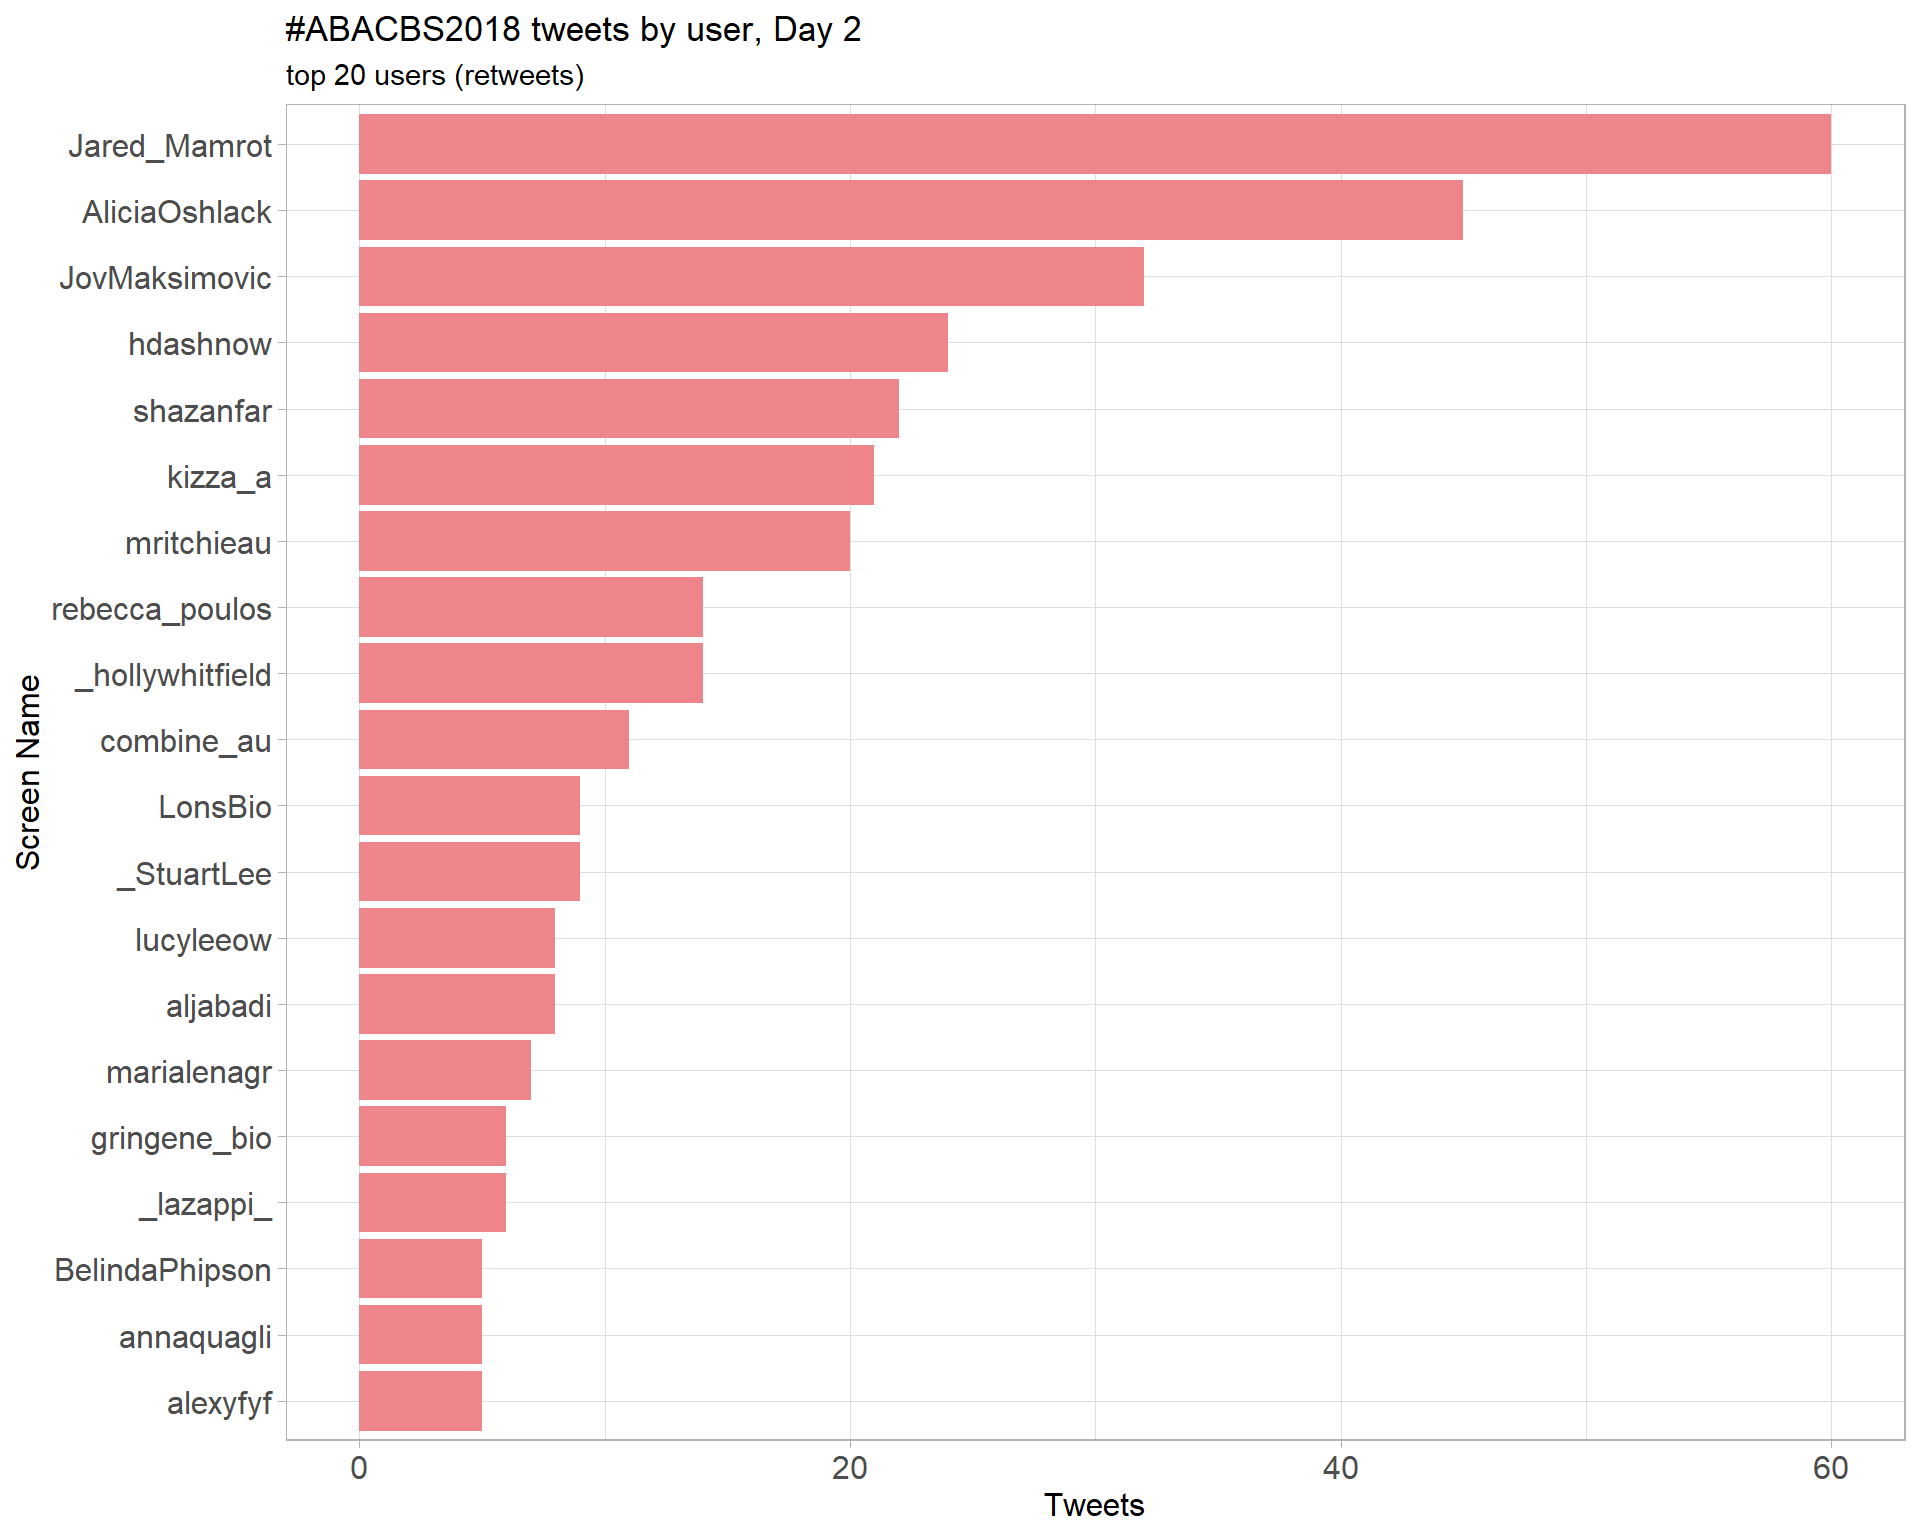 #ABACBS2018 tweets by user, Day 2
top 20 users (retweets)
Jared_Mamrot
AliciaOshlack
JovMaksimovic
hdashnow
shazanfar
kizza_a
mritchieau
rebecca_poulos
_hollywhitfield
combine_au
LonsBio
_StuartLee
lucyleeow
aljabadi
marialenagr
gringene_bio
_lazappi_
BelindaPhipson
annaquagli
alexyfyf
Screen Name
0 20 40 60
Tweets